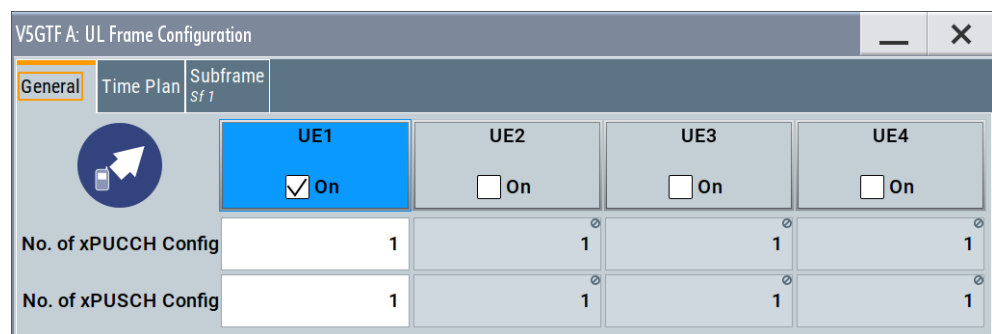 V5GTF A: UL Frame Configuration
General Time Plan Subframe
Sf 1
UE1 UE2 UE3 UE4
On On On On
No. of xPUCCH Config 1 1 1 1
No. of xPUSCH Config 1 1 1 1